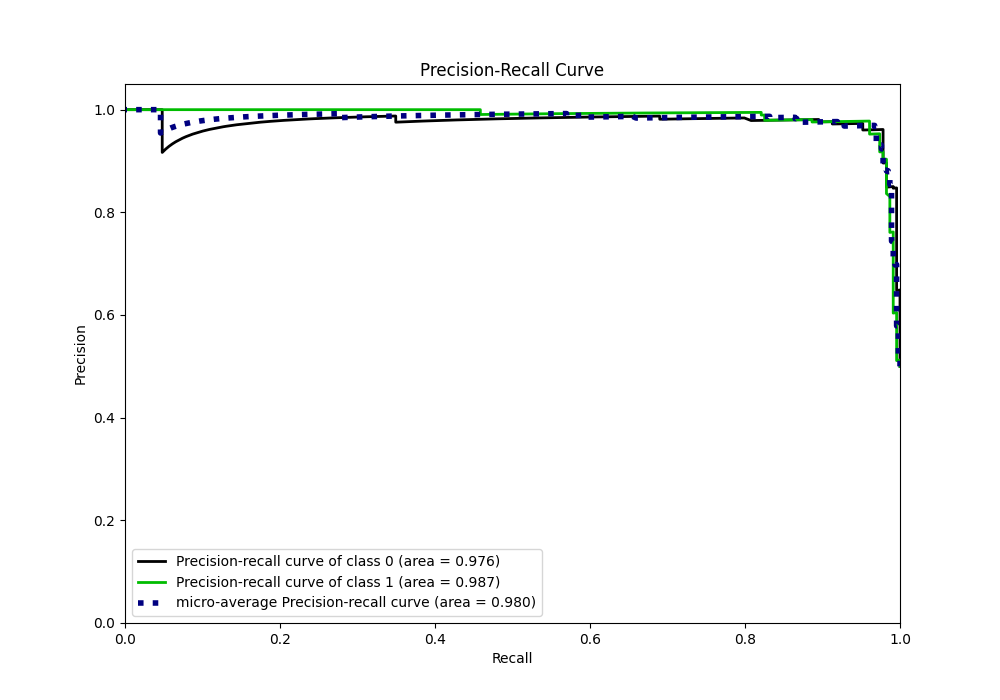 Precision-Recall Curve
1.0
0.8
0.6
0.4
0.2
0.0
Precision
Precision-recall curve of class 0 (area = 0.976)
Precision-recall curve of class 1 (area = 0.987)
micro-average Precision-recall curve (area = 0.980)
0.0 0.2 0.4 0.6 0.8 1.0
Recall